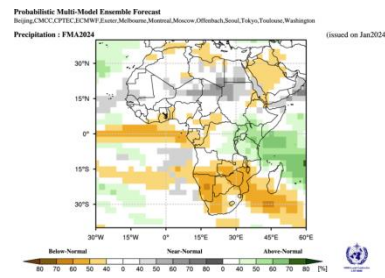 Probabilistic Multi-Model Ensemble Forecast
Beijing,CMCC,CPTEC,ECMWF,Exeter,Melbourne,Montreal,Moscow,Offenbach,Seoul,Tokyo,Toulouse,Washington
Precipitation : FMA2024 (issued on Jan2024
30°N
15°N
0°
15°S
30°S
30°W 15°W 0° 15°E 30°E 45°E 60°E
Below-Normal Near-Normal Above-Normal
80 70 60 50 40 0 40 50 60 70 80 0 40 50 60 70 80 [%]